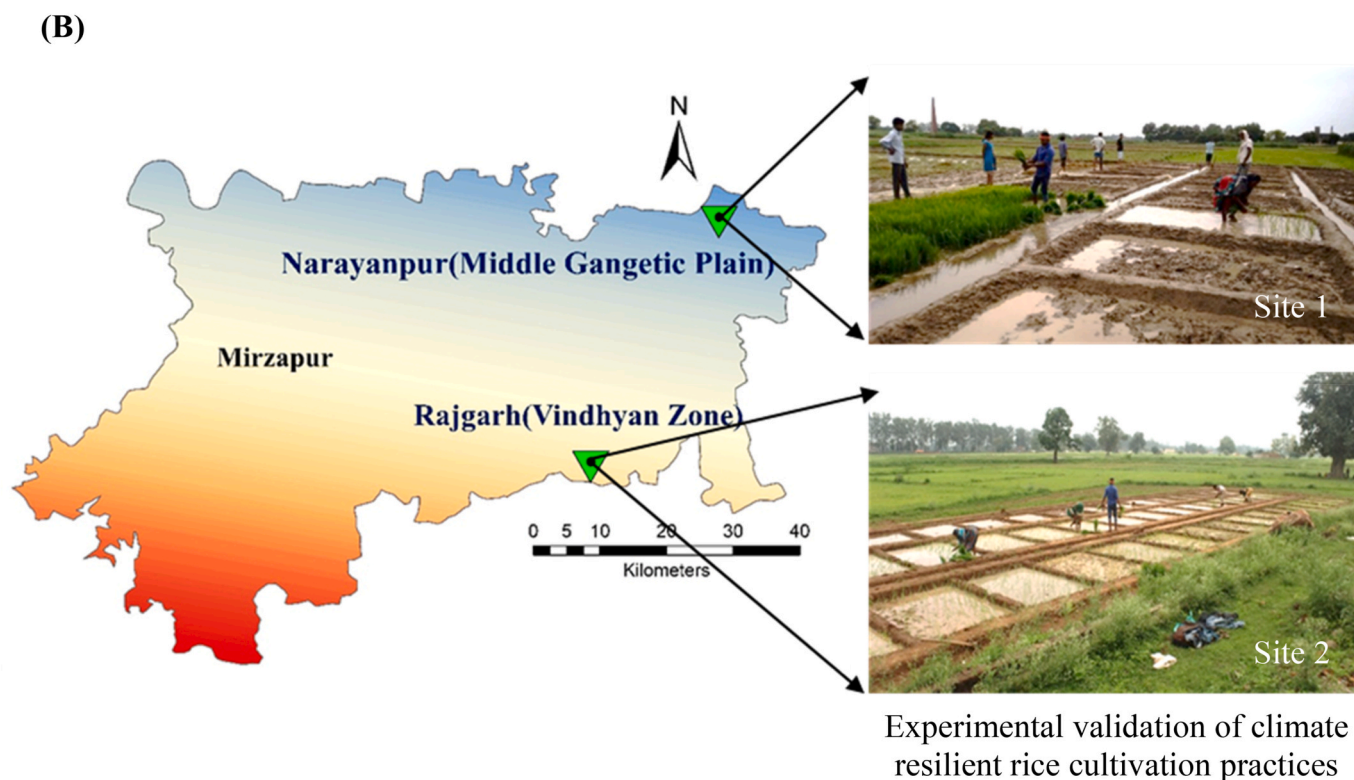 (B)
N
Narayanpur(Middle Gangetic Plain)
Site 1
Mirzapur
Rajgarh(Vindhyan Zone)
0 5 10 20 30 40
Kilometers
Site 2
Experimental validation of climate
resilient rice cultivation practices